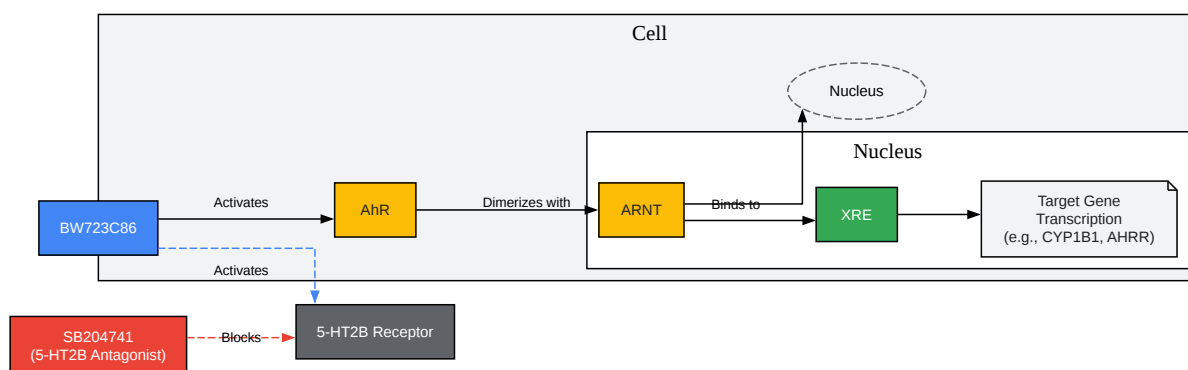 Cell
Nucleus
Nucleus
BW723C86
Activates
AhR
Dimerizes with
ARNT
Binds to
XRE
Target Gene
Transcription
(e.g., CYP1B1, AHRR)
Activates
SB204741
(5-HT2B Antagonist)
Blocks
5-HT2B Receptor